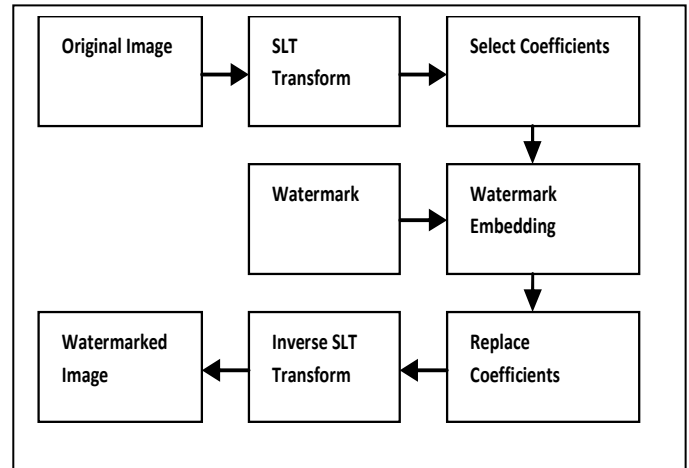 Original Image
SLT
Transform
Select Coefficients
Watermark
Watermark
Embedding
Watermarked
Image
Inverse SLT
Transform
Replace
Coefficients